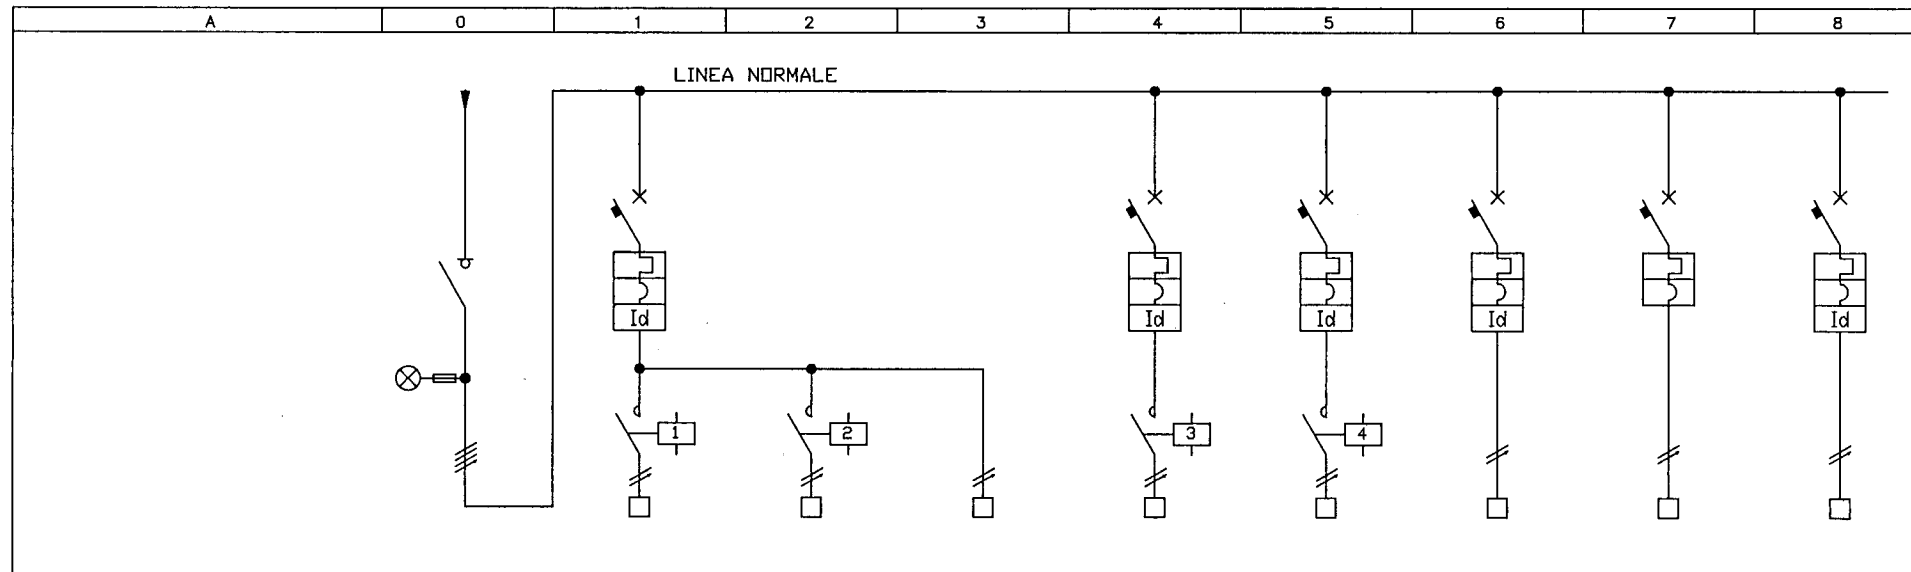 A 0 1 2 3 4 5 6 7 8
LINEA NORMALE
Id Id Id Id Id
1 2 3 4